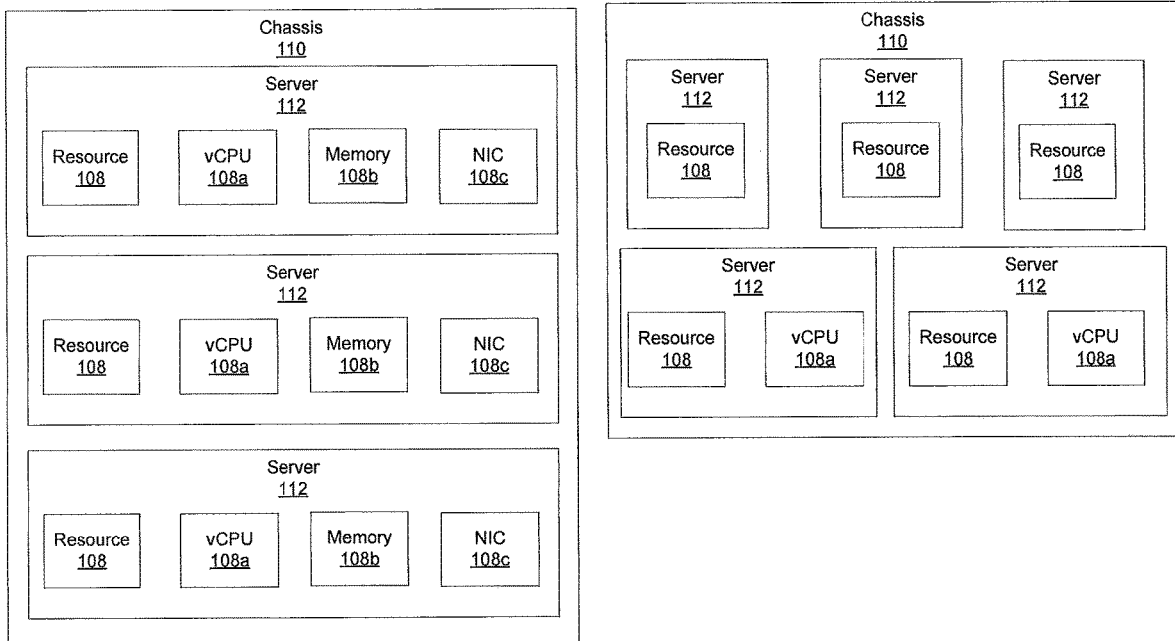 Chassis
110
Server
112
Resource
108
vCPU
108a
Memory
108b
NIC
108c
Server
112
Resource
108
vCPU
108a
Memory
108b
NIC
108c
Server
112
Resource
108
vCPU
108a
Memory
108b
NIC
108c
Chassis
110
Server
112
Resource
108
Server
112
Resource
108
Server
112
Resource
108
Server
112
Resource
108
vCPU
108a
Server
112
Resource
108
vCPU
108a